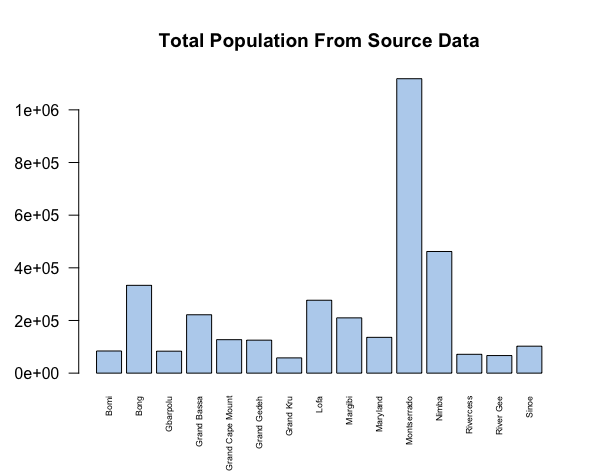 Total Population From Source Data
1e+06
8e+05
6e+05
4e+05
2e+05
0e+00
Bomi
Bong
Gbarpolu
Grand Bassa
Grand Cape Mount
Grand Gedeh
Grand Kru
Lofa
Margibi
Maryland
Montserrado
Nimba
Rivercess
River Gee
Sinoe